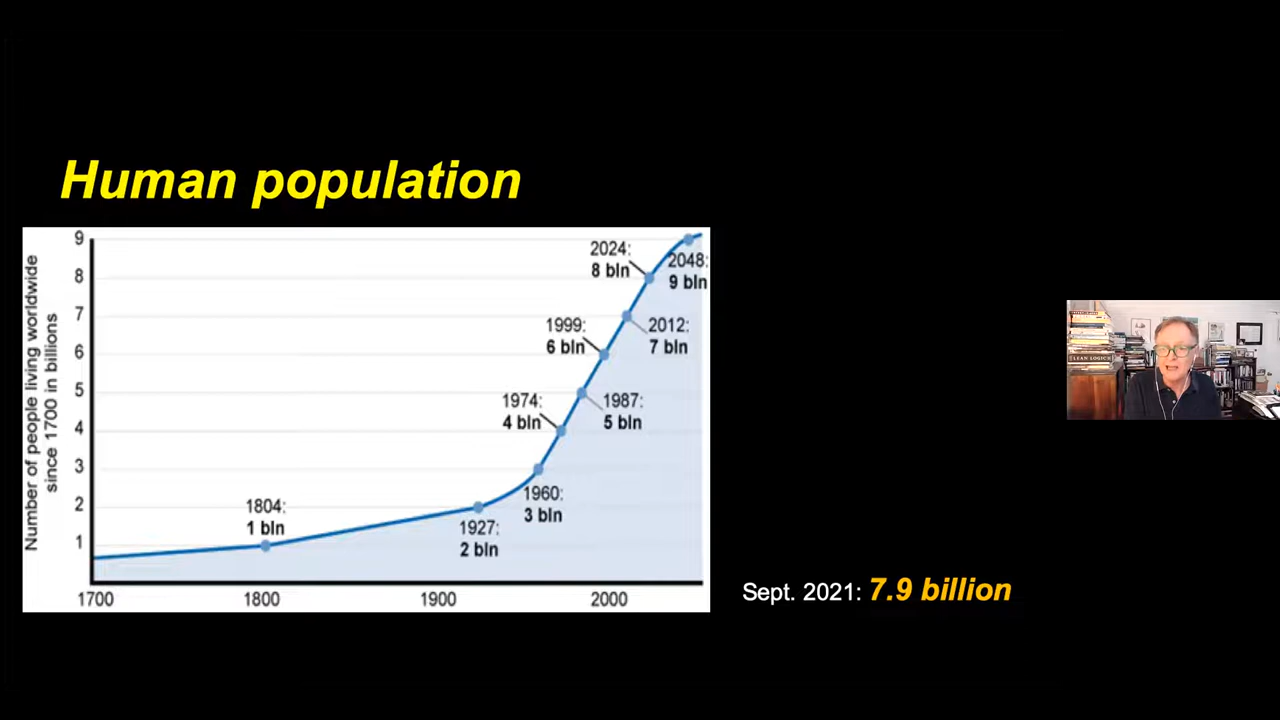 Human population
Number of people living worldwide
since 1700 in billions
9
8
7
6
5
4
3
2
1
1700
1800
1900
2000
1804:
1 bln
1927:
2 bln
1960:
3 bln
1974:
4 bln
1987:
5 bln
1999:
6 bln
2012:
7 bln
2024:
8 bln
2048:
9 bln
Sept. 2021: 7.9 billion
LEAN LOGIC